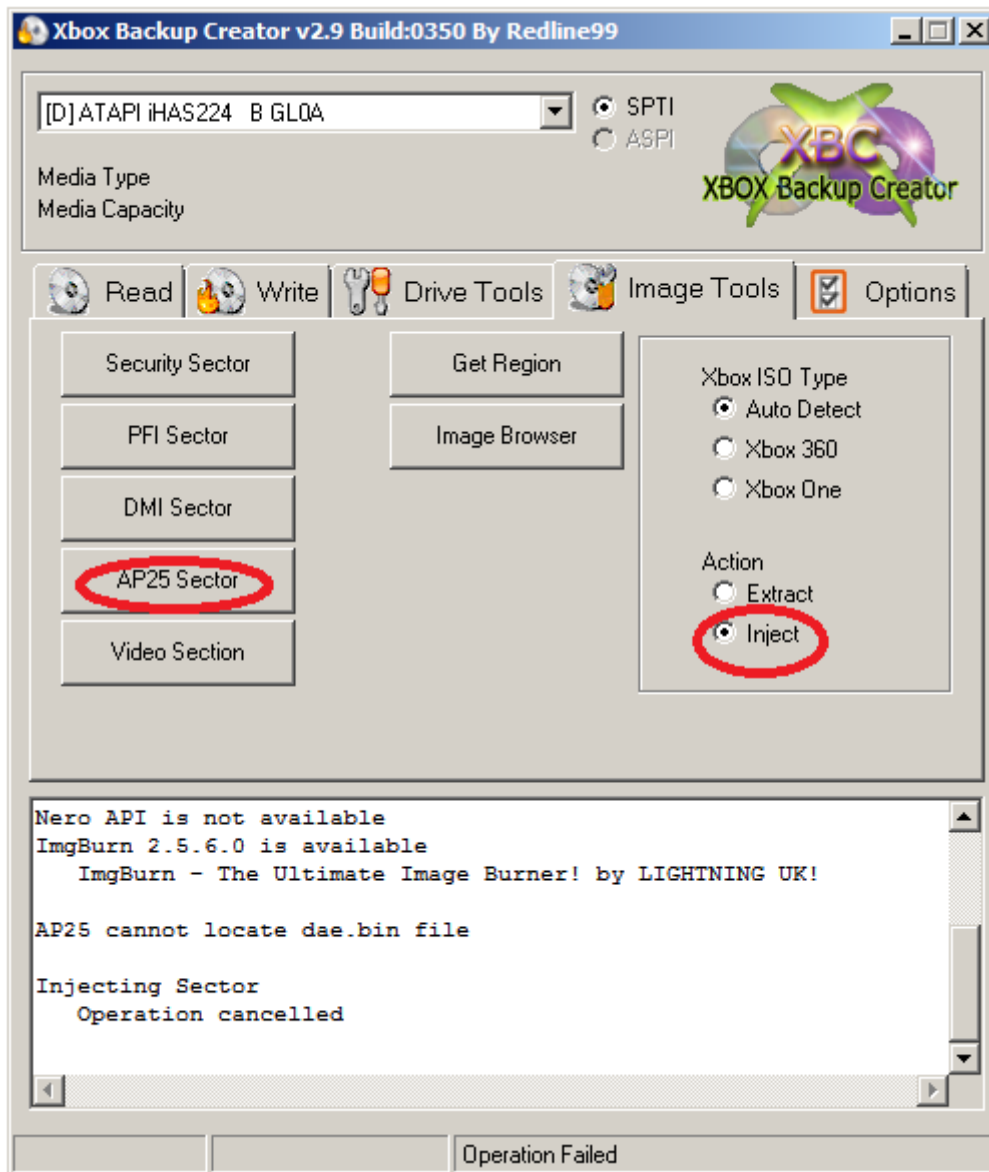 Xbox Backup Creator v2.9 Build:0350 By Redline99
[D] ATAPI iHAS224 B GL0A
SPTI
ASPI
Media Type
Media Capacity
XBC
XBOX Backup Creator
Read
Write
Drive Tools
Image Tools
Options
Security Sector
PFI Sector
DMI Sector
AP25 Sector
Video Section
Get Region
Image Browser
Xbox ISO Type
Auto Detect
Xbox 360
Xbox One
Action
Extract
Inject
Nero API is not available
ImgBurn 2.5.6.0 is available
ImgBurn - The Ultimate Image Burner! by LIGHTNING UK!
AP25 cannot locate dae.bin file
Injecting Sector
Operation cancelled
Operation Failed